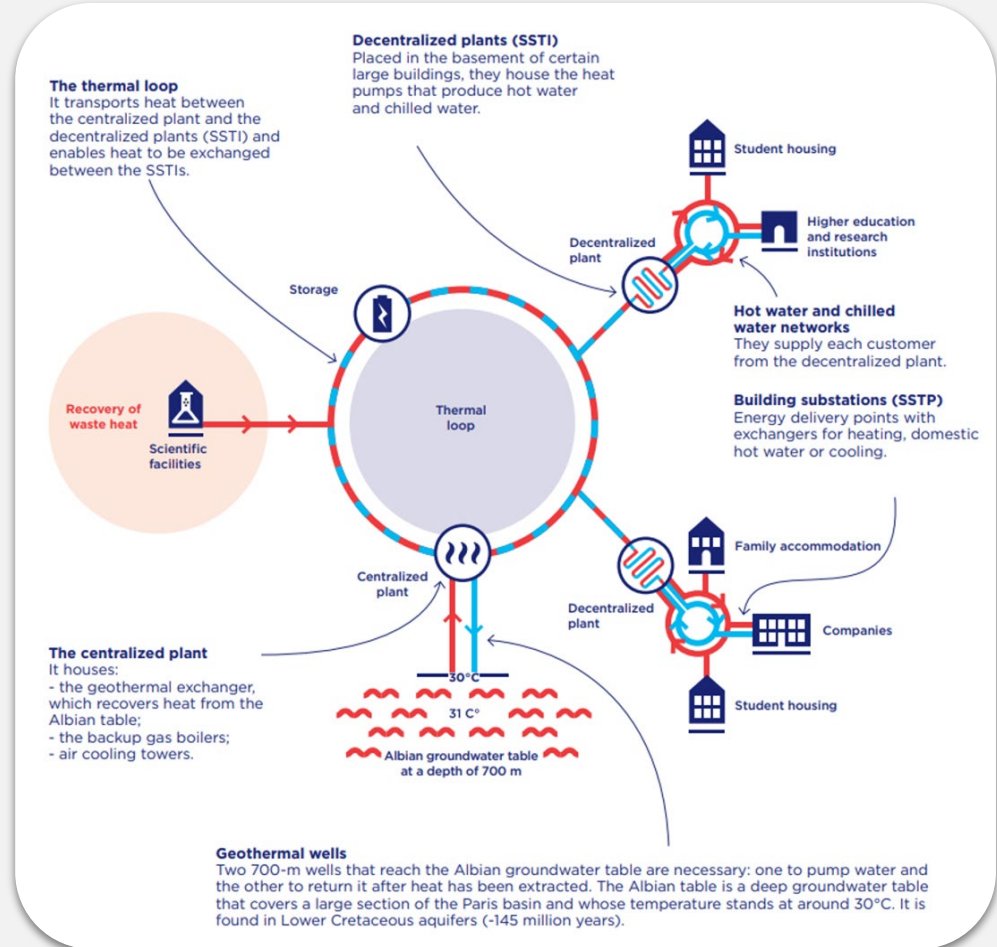 Decentralized plants (SSTI)
Placed in the basement of certain
large buildings, they house the heat
pumps that produce hot water
and chilled water.
The thermal loop
It transports heat between
the centralized plant and the
decentralized plants (SSTI) and
enables heat to be exchanged
between the SSTIs.
Student housing
Higher education
and research
institutions
Decentralized
plant
Storage
Hot water and chilled
water networks
They supply each customer
from the decentralized plant.
Building substations (SSTP)
Energy delivery points with
exchangers for heating, domestic
hot water or cooling.
Recovery of
waste heat
Scientific
facilities
Thermal
loop
Family accommodation
Centralized
plant
Decentralized
plant
Companies
Student housing
The centralized plant
It houses:
- the geothermal exchanger,
which recovers heat from the
Albian table;
- the backup gas boilers;
- air cooling towers.
30°C
31 C°
Albian groundwater table
at a depth of 700 m
Geothermal wells
Two 700-m wells that reach the Albian groundwater table are necessary: one to pump water and
the other to return it after heat has been extracted. The Albian table is a deep groundwater table
that covers a large section of the Paris basin and whose temperature stands at around 30°C. It is
found in Lower Cretaceous aquifers (-145 million years).